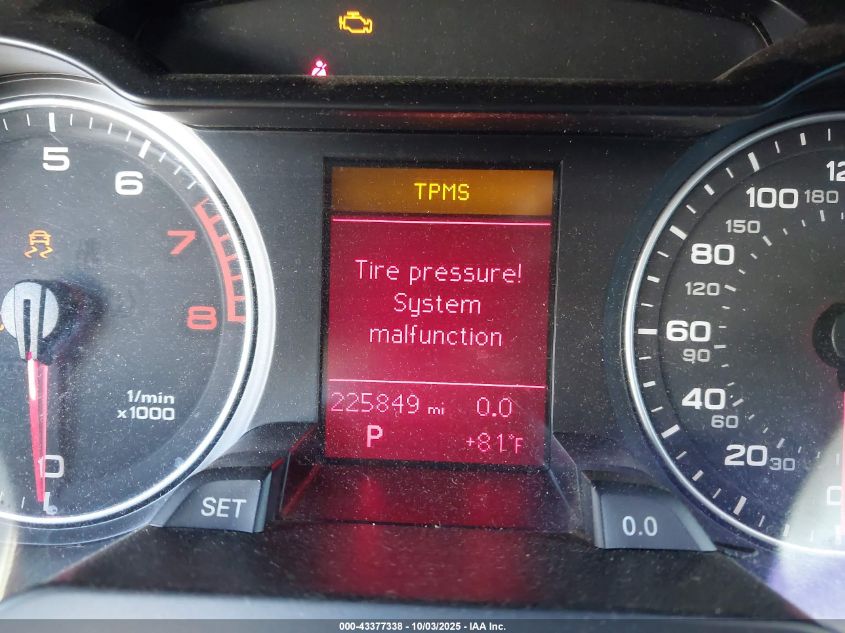 TPMS
Tire pressure!
System
malfunction
225849 mi 0.0
P +81°F
5
6
7
8
1/min
x1000
0
SET
0.0
120
180
100
150
80
120
60
90
40
60
20
30
000-43377338 - 10/03/2025 - IAA Inc.